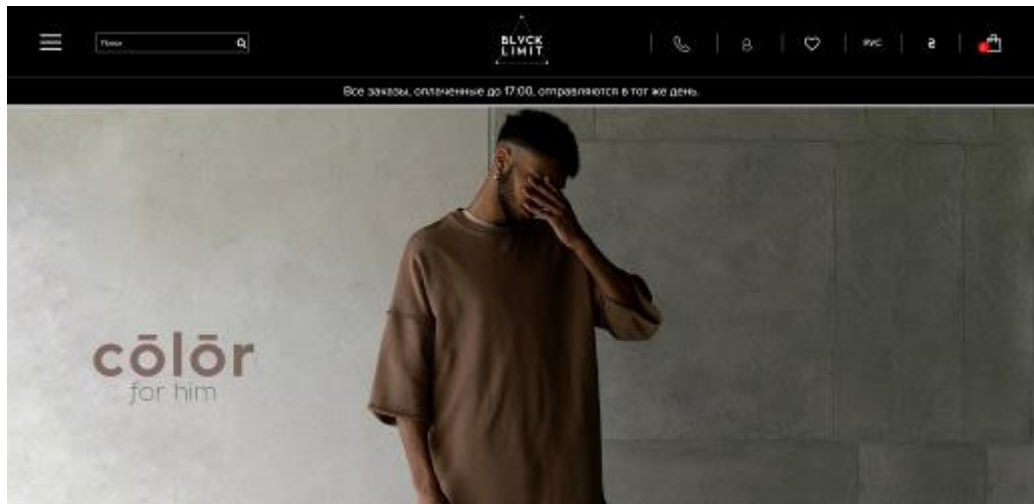 Поиск
BLVCK
LIMIT
РУС
₴
Все заказы, оплаченные до 17:00, отправляются в тот же день.
cōlōr
for him